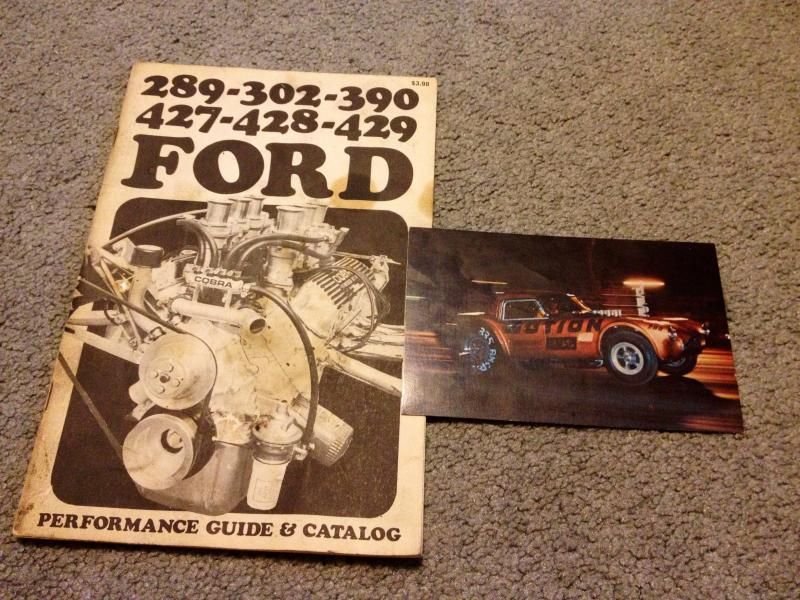 $3.98
289-302-390
427-428-429
FORD
COBRA
PERFORMANCE GUIDE & CATALOG
MOTION